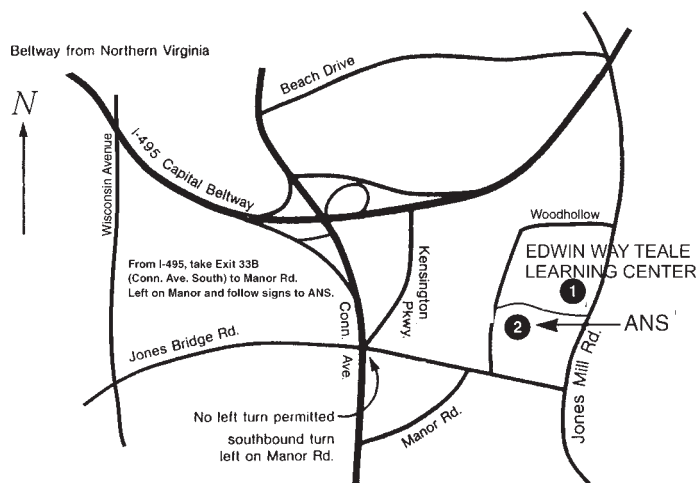 Beltway from Northern Virginia
N
Beach Drive
I-495 Capital Beltway
Wisconsin Avenue
Woodhollow
EDWIN WAY TEALE
LEARNING CENTER
From I-495, take Exit 33B
(Conn. Ave. South) to Manor Rd.
Left on Manor and follow signs to ANS.
Kensington
Pkwy.
1
2
ANS
Conn.
Ave.
Jones Bridge Rd.
Jones Mill Rd.
No left turn permitted
southbound turn
left on Manor Rd.
Manor Rd.